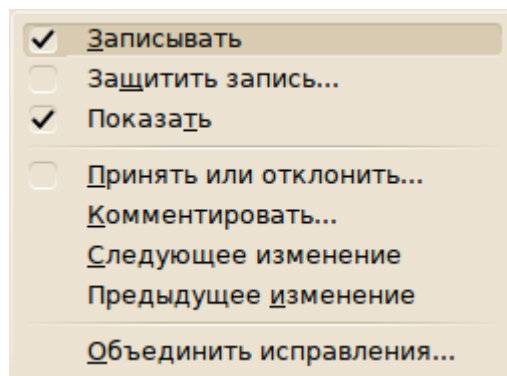 Записывать
Защитить запись...
Показать
Принять или отклонить...
Комментировать...
Следующее изменение
Предыдущее изменение
Объединить исправления...